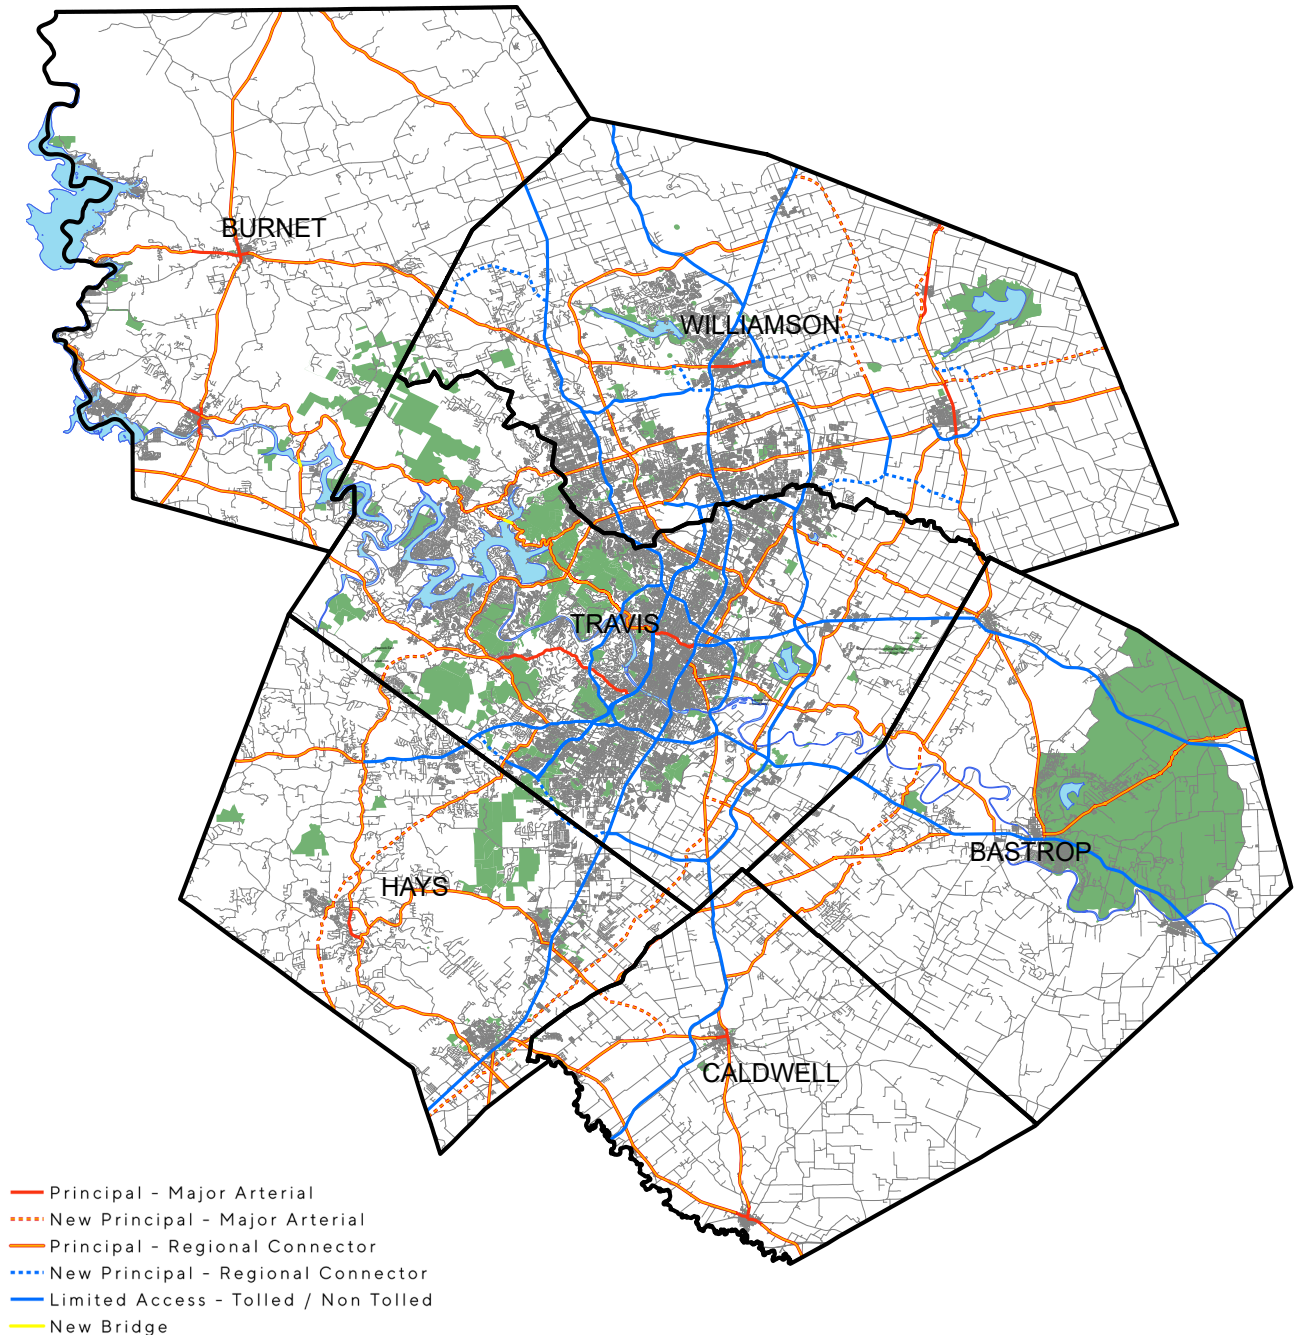 BURNET
WILLIAMSON
TRAVIS
BASTROP
HAYS
CALDWELL
Principal - Major Arterial
New Principal - Major Arterial
Principal - Regional Connector
New Principal - Regional Connector
Limited Access - Tolled / Non Tolled
New Bridge